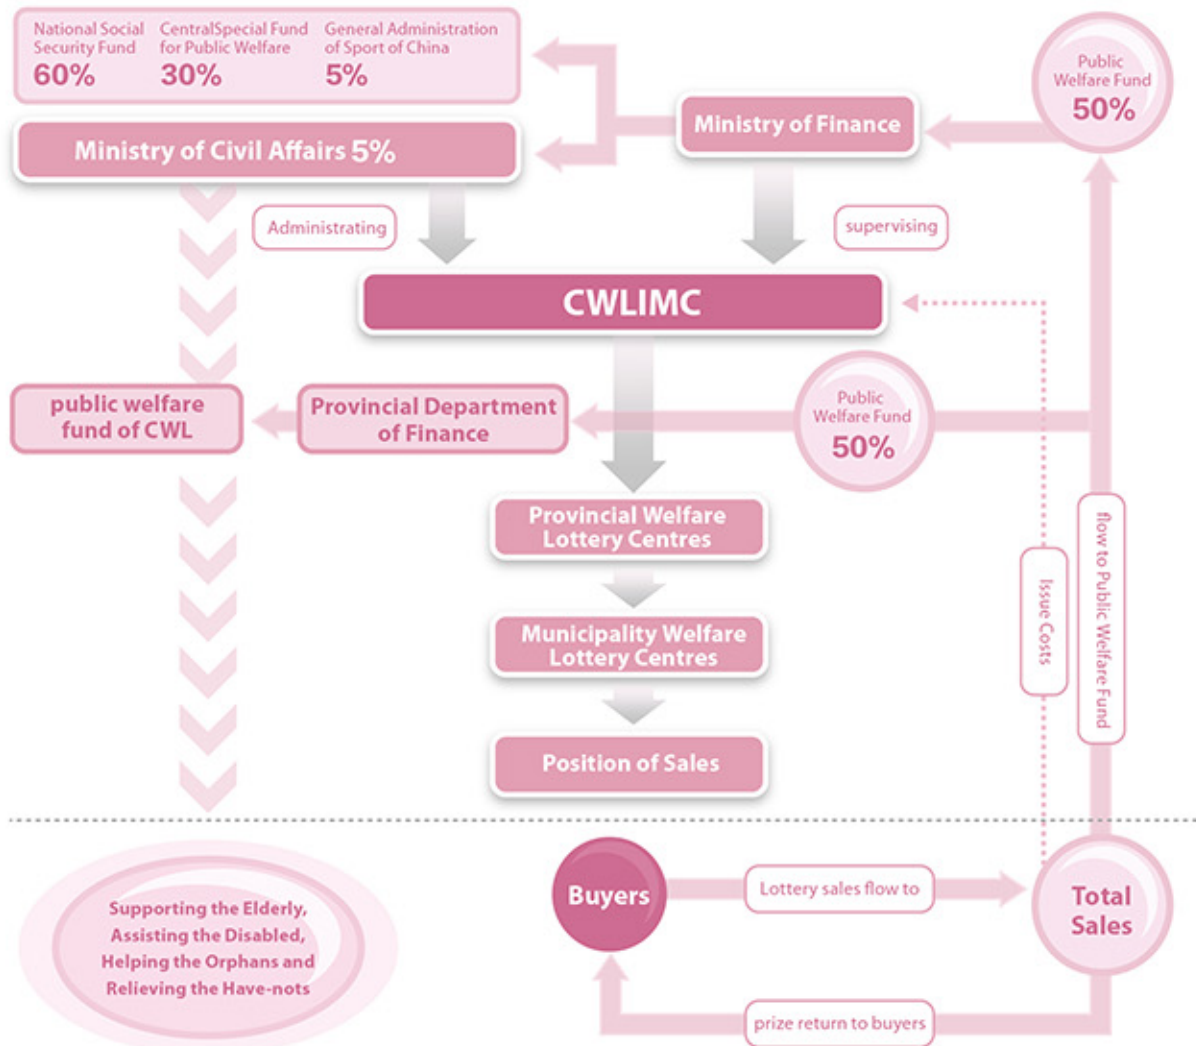 National Social
Security Fund
60%
CentralSpecial Fund
for Public Welfare
30%
General Administration
of Sport of China
5%
Public
Welfare Fund
50%
Ministry of Finance
Ministry of Civil Affairs 5%
Administrating
supervising
CWLIMC
public welfare
fund of CWL
Provincial Department
of Finance
Public
Welfare Fund
50%
Provincial Welfare
Lottery Centres
flow to Public Welfare Fund
Issue Costs
Municipality Welfare
Lottery Centres
Position of Sales
Supporting the Elderly,
Assisting the Disabled,
Helping the Orphans and
Relieving the Have-nots
Buyers
Lottery sales flow to
Total
Sales
prize return to buyers